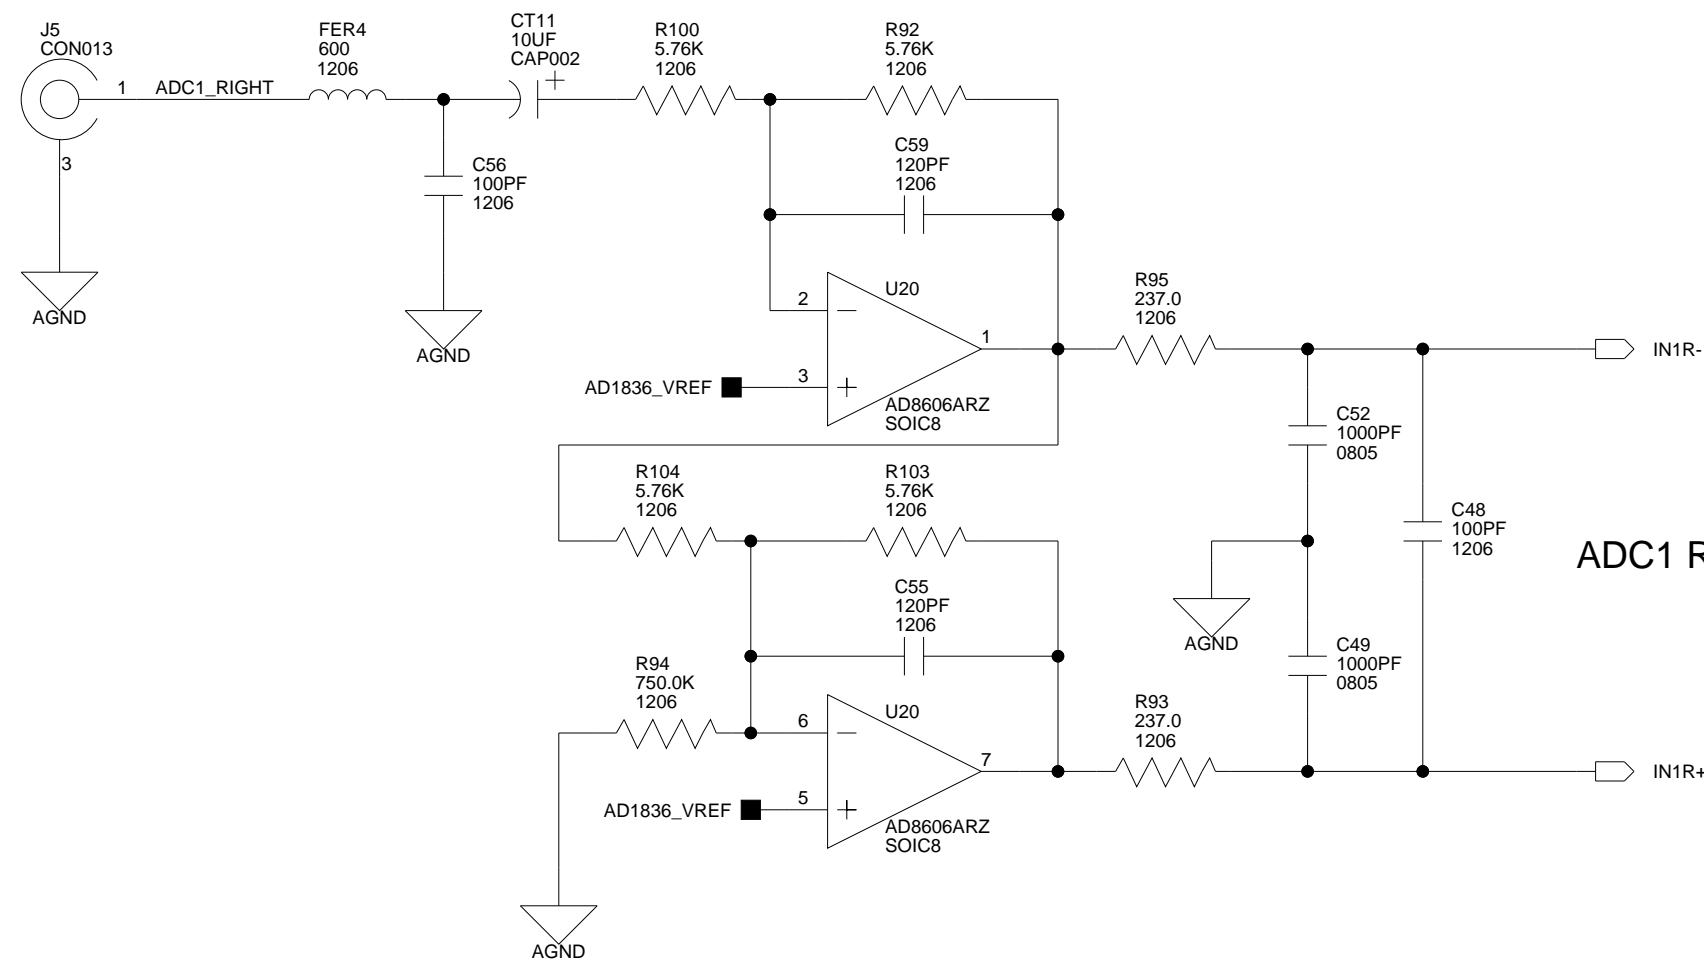 J5
CON013
1
ADC1_RIGHT
3
AGND
FER4
600
1206
C56
100PF
1206
AGND
CT11
10UF
CAP002
+
R100
5.76K
1206
R92
5.76K
1206
C59
120PF
1206
U20
2
3
1
AD1836_VREF
AD8606ARZ
SOIC8
R95
237.0
1206
IN1R-
C52
1000PF
0805
R104
5.76K
1206
R103
5.76K
1206
C48
100PF
1206
ADC1 R
AGND
C55
120PF
1206
C49
1000PF
0805
R94
750.0K
1206
U20
6
5
7
AD1836_VREF
AD8606ARZ
SOIC8
R93
237.0
1206
IN1R+
AGND